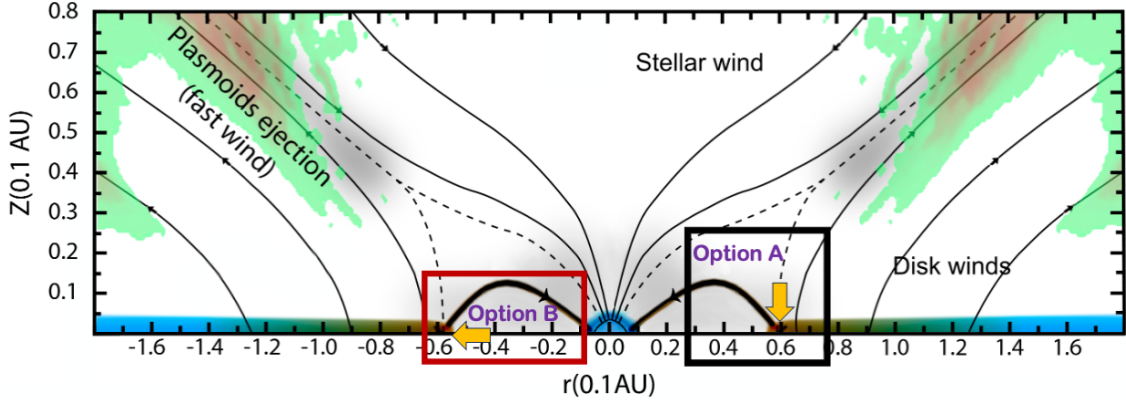 0.8
0.7
0.6
0.5
0.4
0.3
0.2
0.1
Z(0.1 AU)
Plasmoids ejection
(fast wind)
Stellar wind
Option A
Disk winds
Option B
-1.6 -1.4 -1.2 -1.0 -0.8 -0.6 -0.4 -0.2 0.0 0.2 0.4 0.6 0.8 1.0 1.2 1.4 1.6
r(0.1AU)